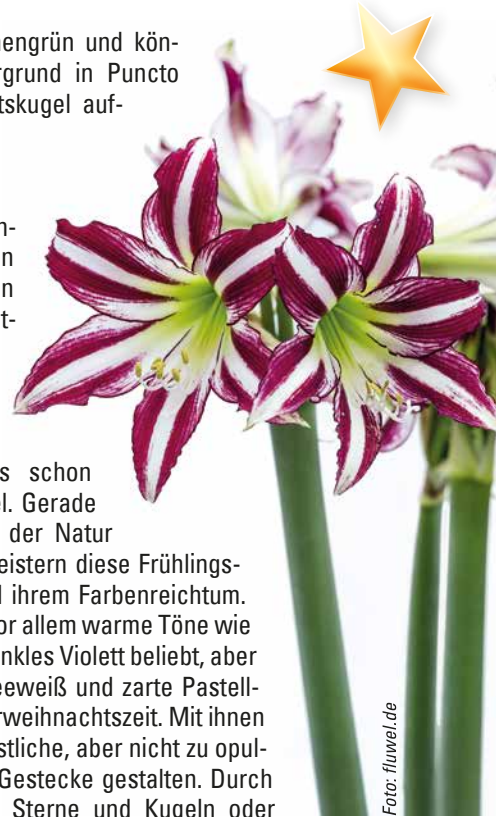 nengrün und kön-
rgrund in Puncto
tskugel auf-
n-
n
n
t-
s schon
el. Gerade
der Natur
eistern diese Frühlings-
l ihrem Farbenreichtum.
or allem warme Töne wie
nkles Violett beliebt, aber
eeweiß und zarte Pastell-
rweihnachtszeit. Mit ihnen
stliche, aber nicht zu opul-
Gestecke gestalten. Durch
Sterne und Kugeln oder
Foto: fluwel.de